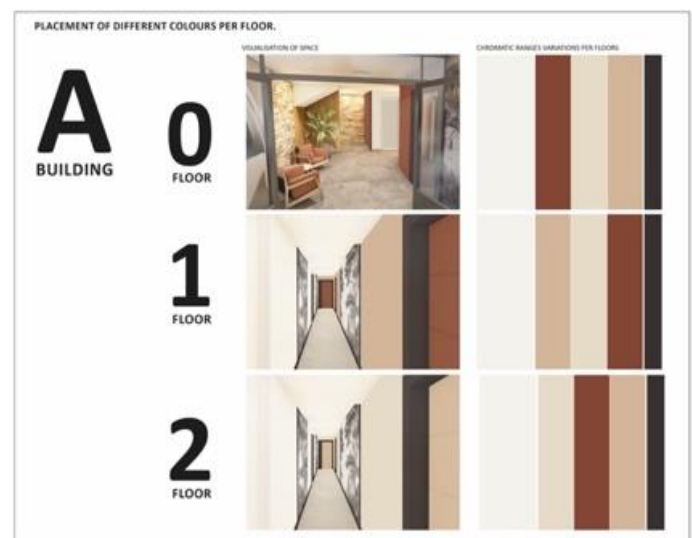 PLACEMENT OF DIFFERENT COLOURS PER FLOOR.
VISUALISATION OF SPACE
CHROMATIC RANGES VARIATIONS PER FLOORS
A
BUILDING
0
FLOOR
1
FLOOR
2
FLOOR